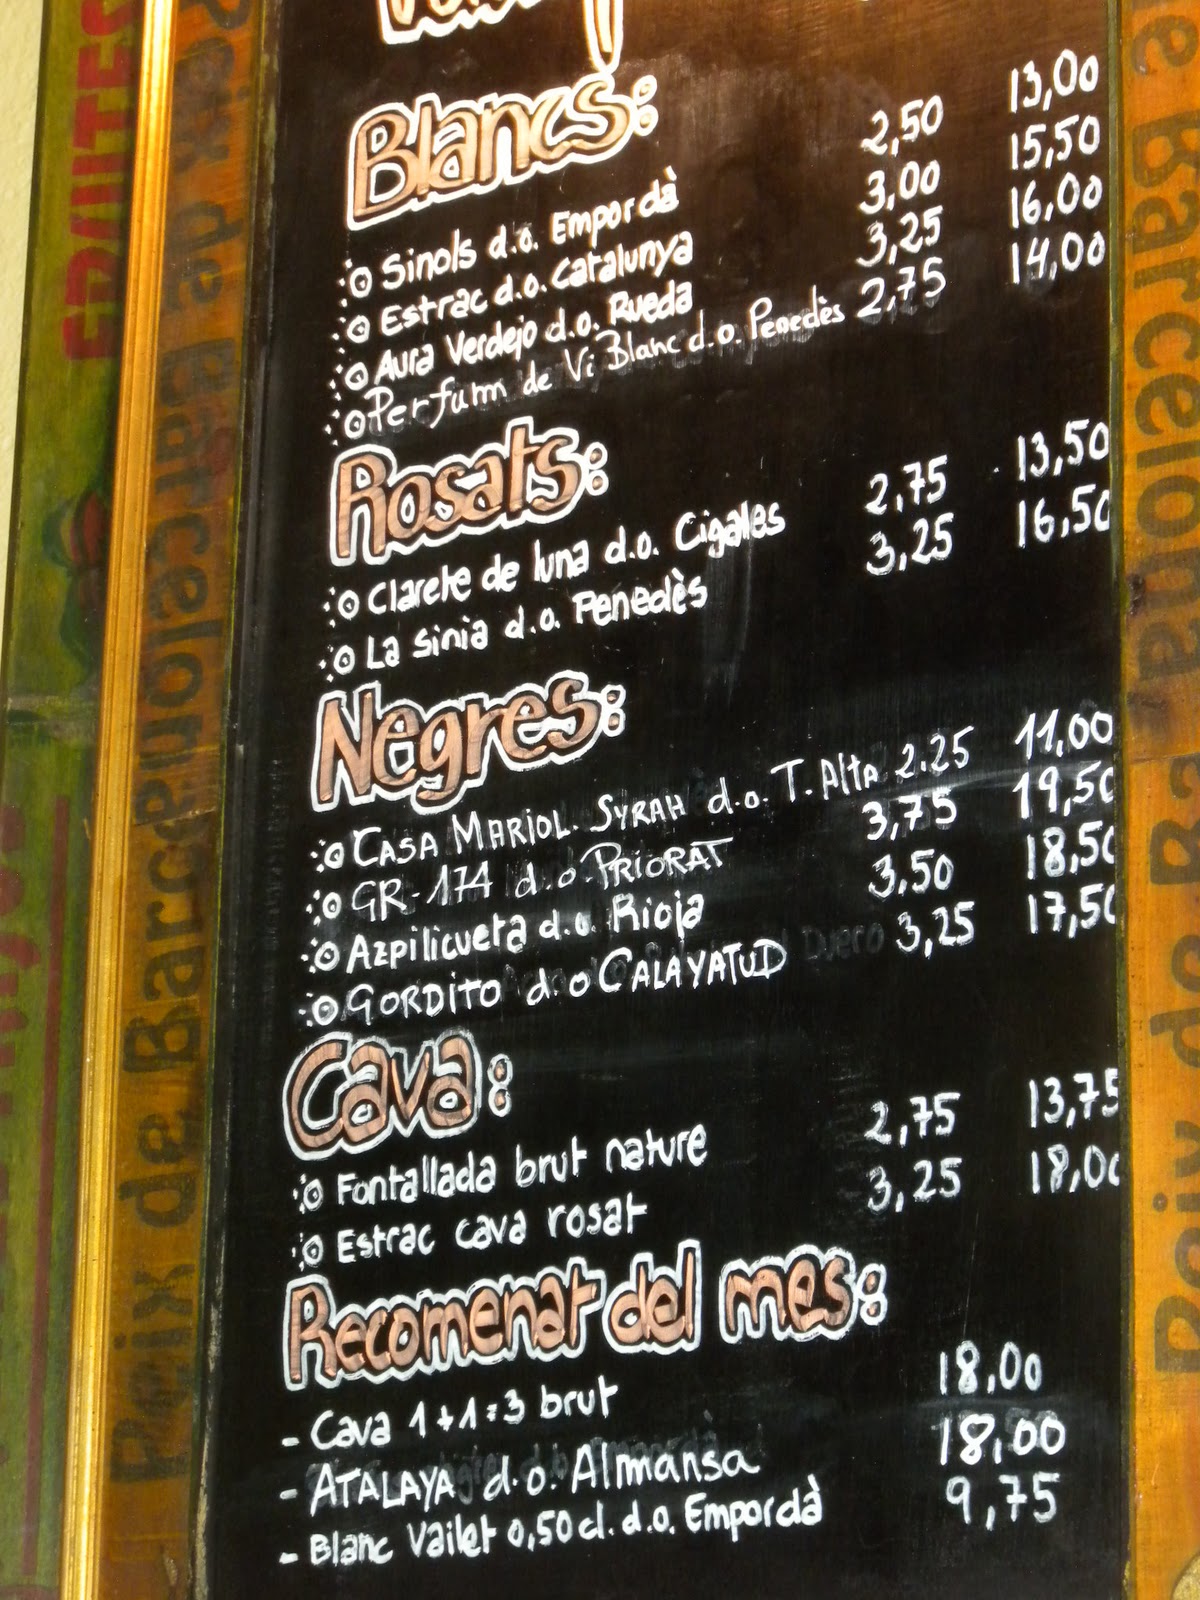 Blancs:
Sinols d.o. Empordà 2,50 13,00
Estrac d.o. Catalunya 3,00 15,50
Aura Verdejo d.o. Rueda 3,25 16,00
Perfum de Vi Blanc d.o. Penedès 2,75 14,00
Rosats:
Clarete de luna d.o. Cigales 2,75 13,50
La Sinia d.o. Penedès 3,25 16,50
Negres:
CASA MARIOL. SYRAH d.o. T. Alta 2.25 11,00
GR-174 d.o. PRIORAT 3,75 19,50
Azpilicueta d.o. Rioja 3,50 18,50
GORDITO d.o CALAYATUD 3,25 17,50
Cava:
Fontallada brut nature 2,75 13,75
Estrac cava rosat 3,25 18,00
Recomenat del mes:
- Cava 1+1=3 brut 18,00
- ATALAYA d.o. Almansa 18,00
- Blanc Vailet 0,50 cl. d.o. Empordà 9,75
Peix de Barcelona
Peix de Barcelona